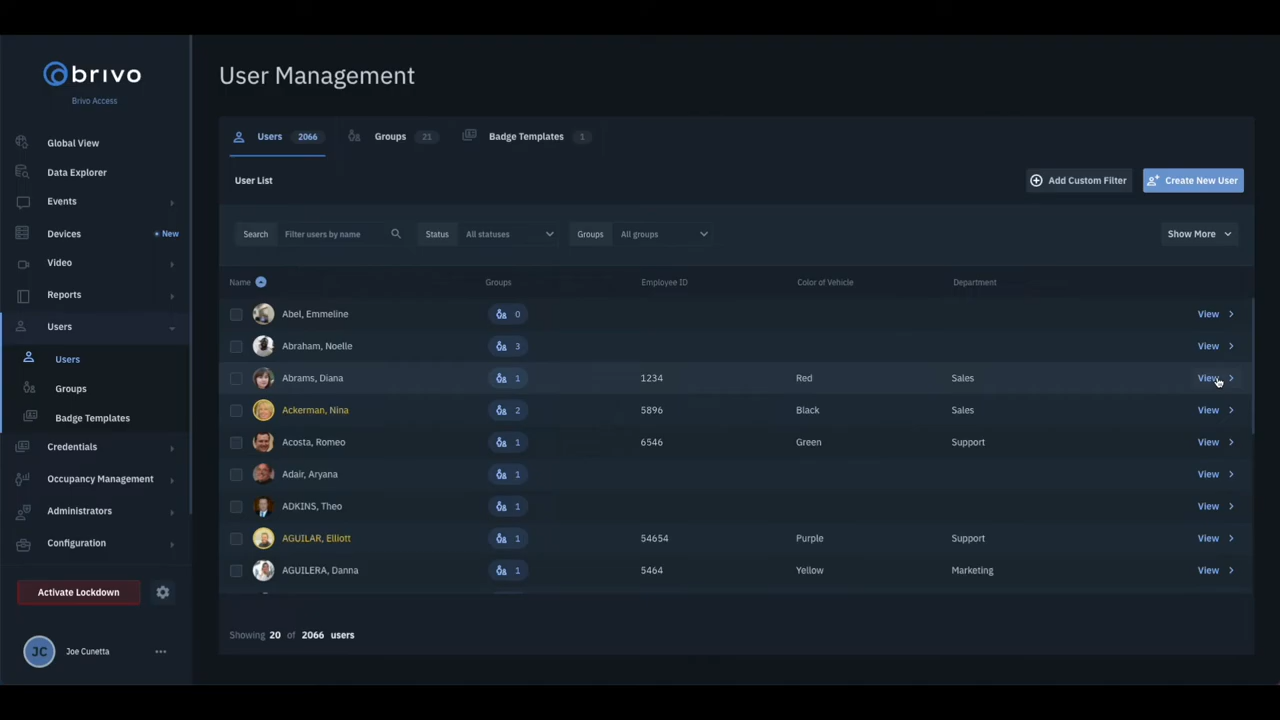 brivo
Brivo Access
Global View
Data Explorer
Events
Devices New
Video
Reports
Users
Users
Groups
Badge Templates
Credentials
Occupancy Management
Administrators
Configuration
Activate Lockdown
JC Joe Cunetta
User Management
Users 2066 Groups 21 Badge Templates 1
User List Add Custom Filter Create New User
Search Filter users by name Status All statuses Groups All groups Show More
Name Groups Employee ID Color of Vehicle Department
Abel, Emmeline 0 View
Abraham, Noelle 3 View
Abrams, Diana 1 1234 Red Sales View
Ackerman, Nina 2 5896 Black Sales View
Acosta, Romeo 1 6546 Green Support View
Adair, Aryana 1 View
ADKINS, Theo 1 View
AGUILAR, Elliott 1 54654 Purple Support View
AGUILERA, Danna 1 5464 Yellow Marketing View
Showing 20 of 2066 users